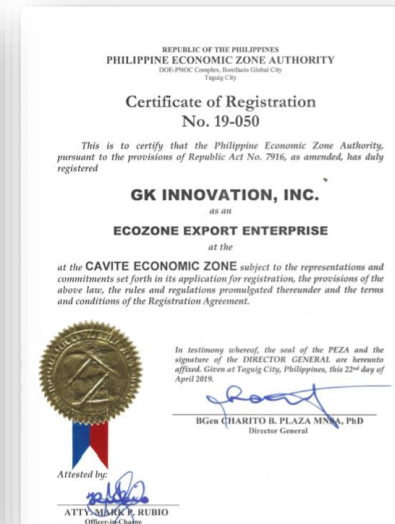 REPUBLIC OF THE PHILIPPINES
PHILIPPINE ECONOMIC ZONE AUTHORITY
DOE-PNOC Complex, Bonifacio Global City
Taguig City
Certificate of Registration
No. 19-050
This is to certify that the Philippine Economic Zone Authority,
pursuant to the provisions of Republic Act No. 7916, as amended, has duly
registered
GK INNOVATION, INC.
as an
ECOZONE EXPORT ENTERPRISE
at the
at the CAVITE ECONOMIC ZONE subject to the representations and
commitments set forth in its application for registration, the provisions of the
above law, the rules and regulations promulgated thereunder and the terms
and conditions of the Registration Agreement.
In testimony whereof, the seal of the PEZA and the
signature of the DIRECTOR GENERAL are hereunto
affixed. Given at Taguig City, Philippines, this 22nd day of
April 2019.
BGen CHARITO B. PLAZA MNSA, PhD
Director General
Attested by:
ATTY. MARK P. RUBIO
Officer-in-Charge